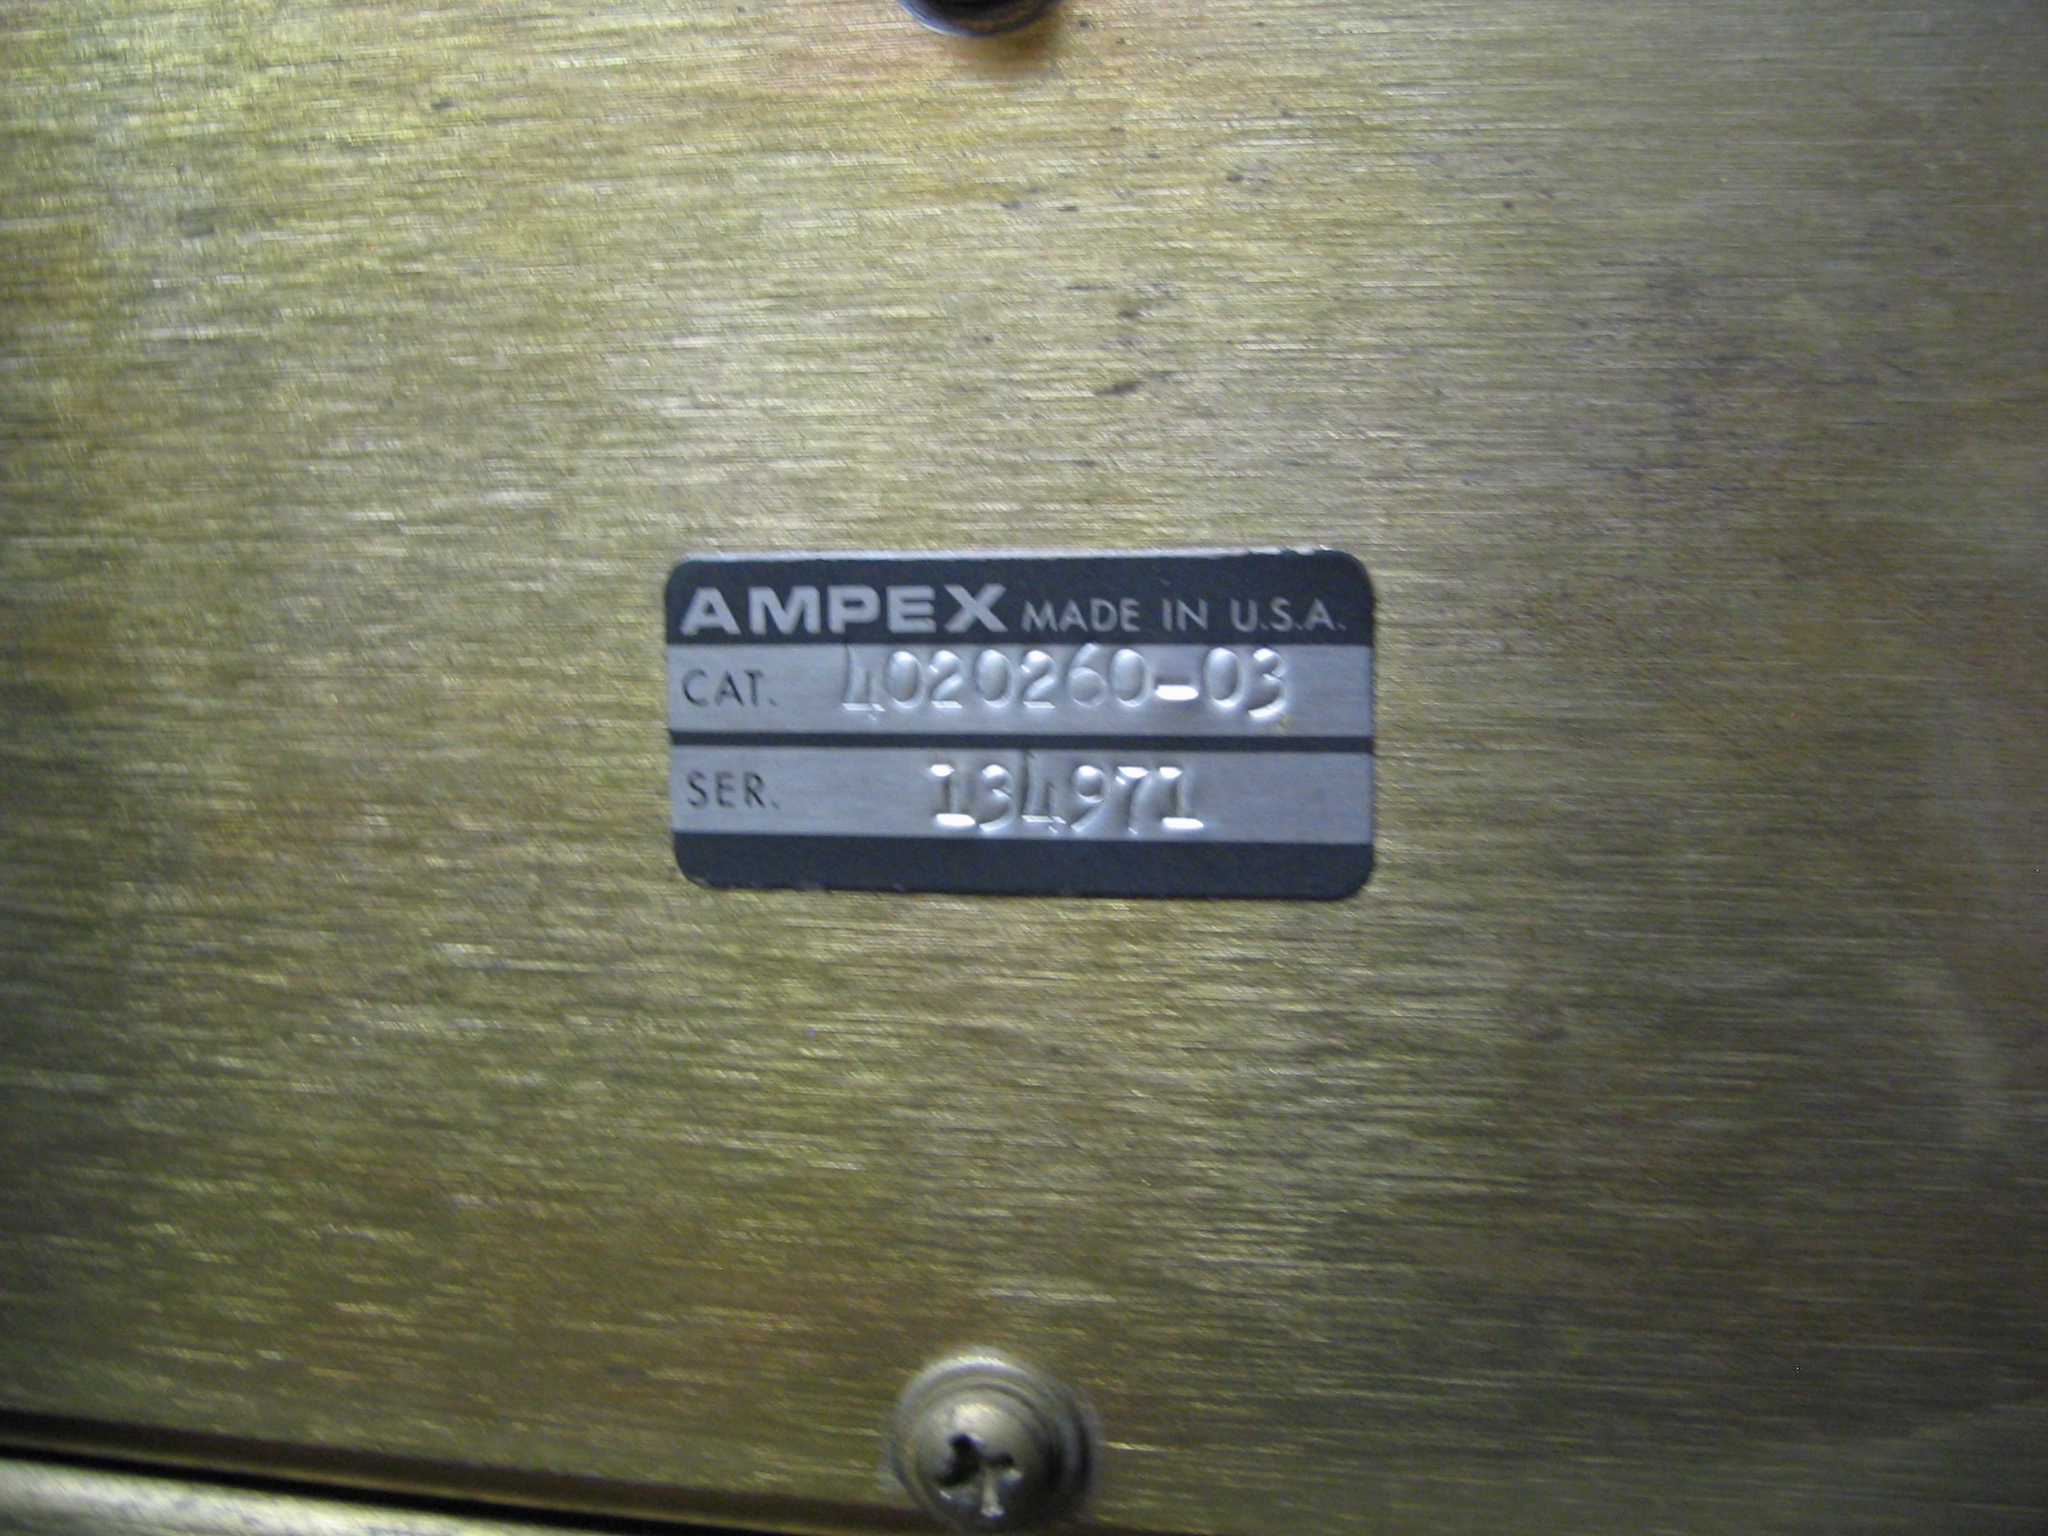 AMPEX MADE IN U.S.A.
CAT. 4020260-03
SER. 134971